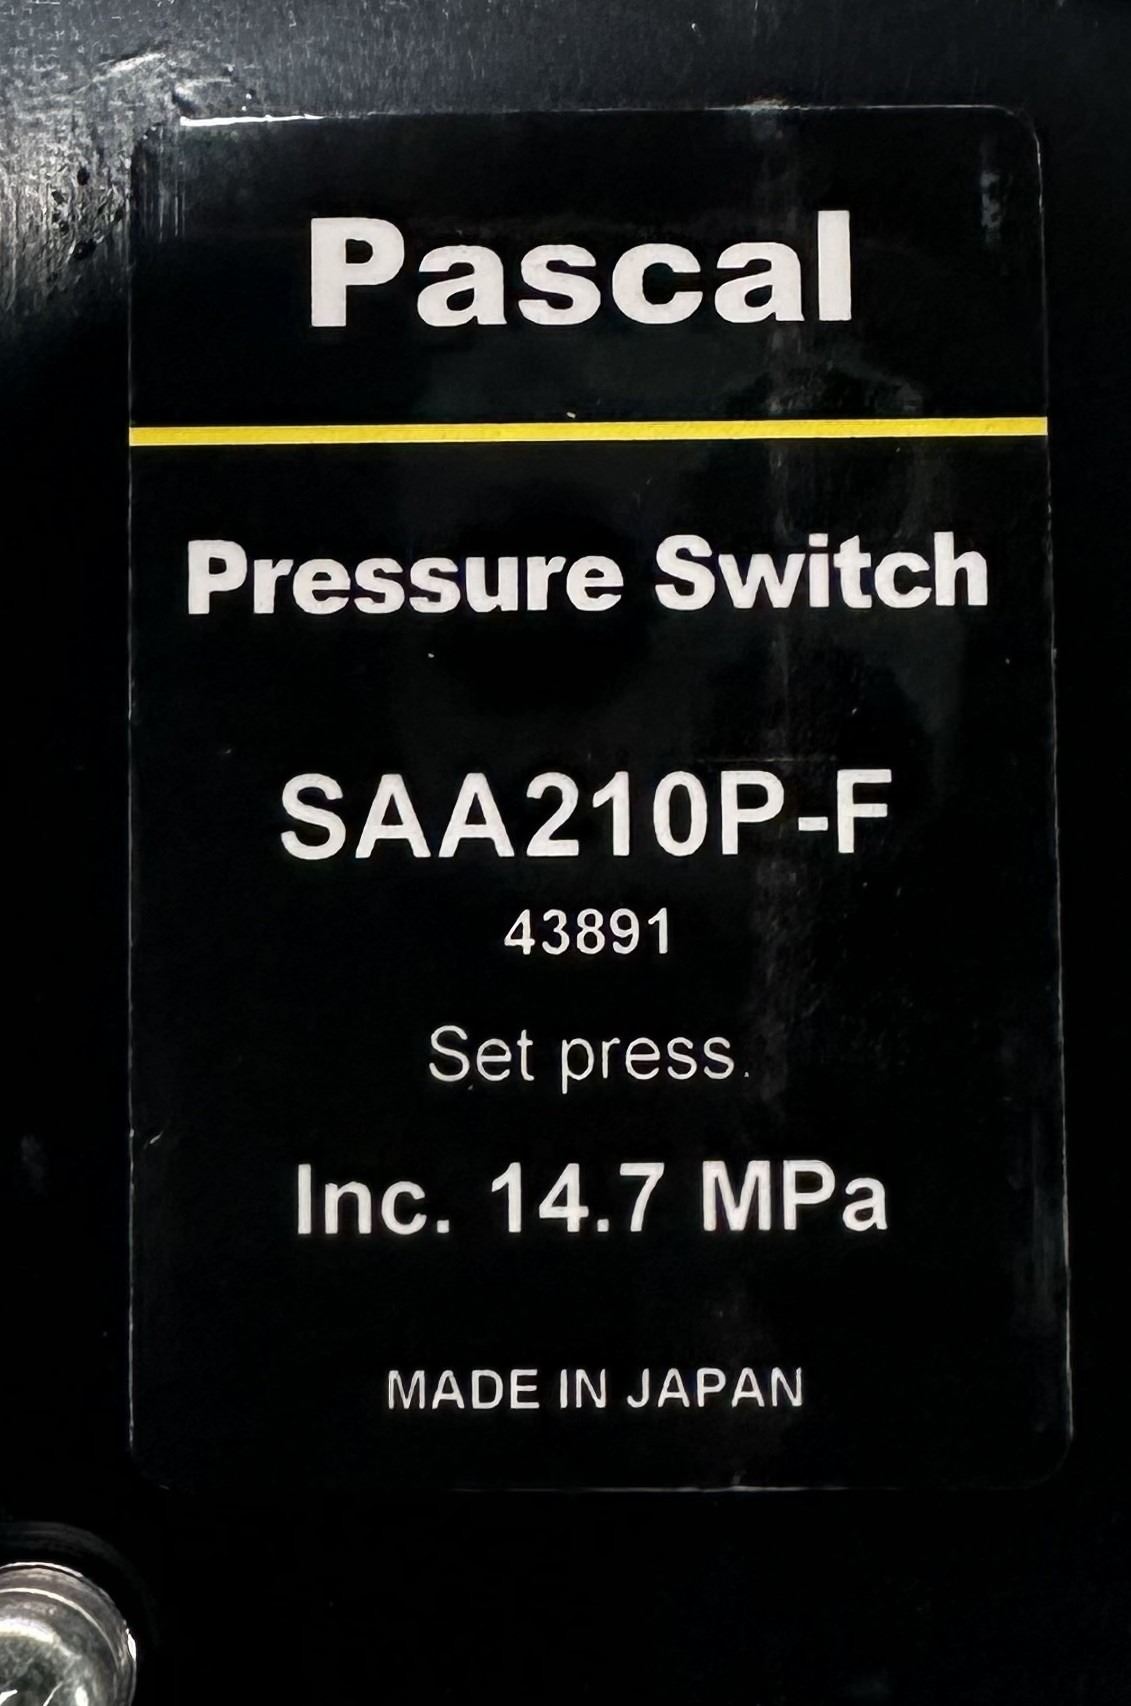 Pascal
Pressure Switch
SAA210P-F
43891
Set press.
Inc. 14.7 MPa
MADE IN JAPAN